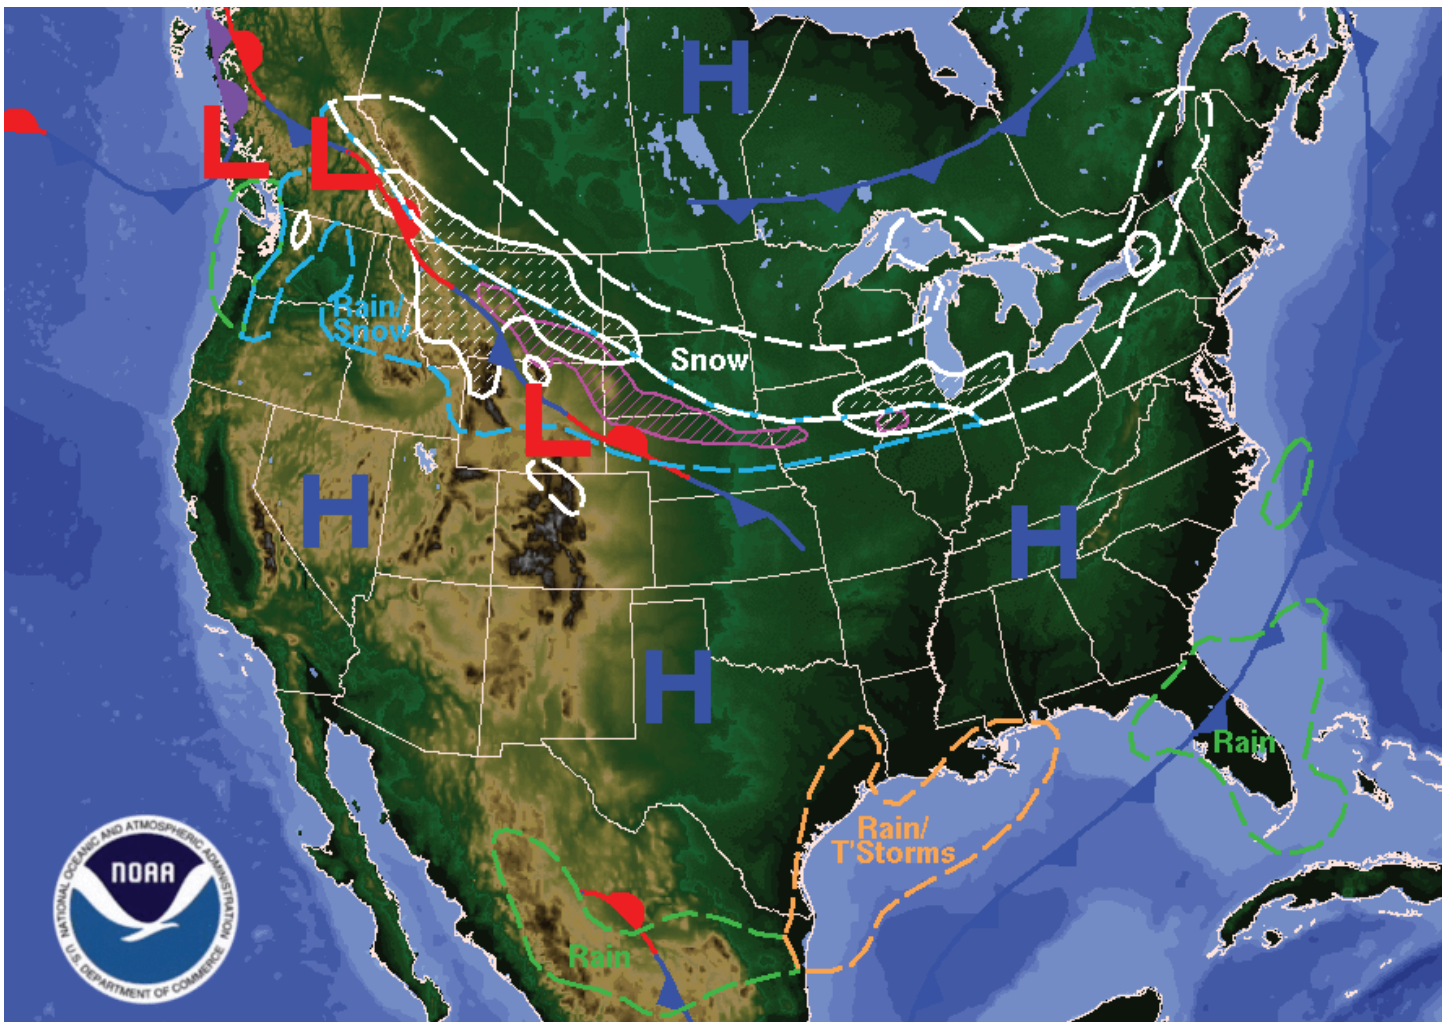 H
L
L
Rain/
Snow
Snow
L
H
H
H
Rain
Rain/
T'Storms
Rain
NOAA
NATIONAL OCEANIC AND ATMOSPHERIC ADMINISTRATION
U.S. DEPARTMENT OF COMMERCE